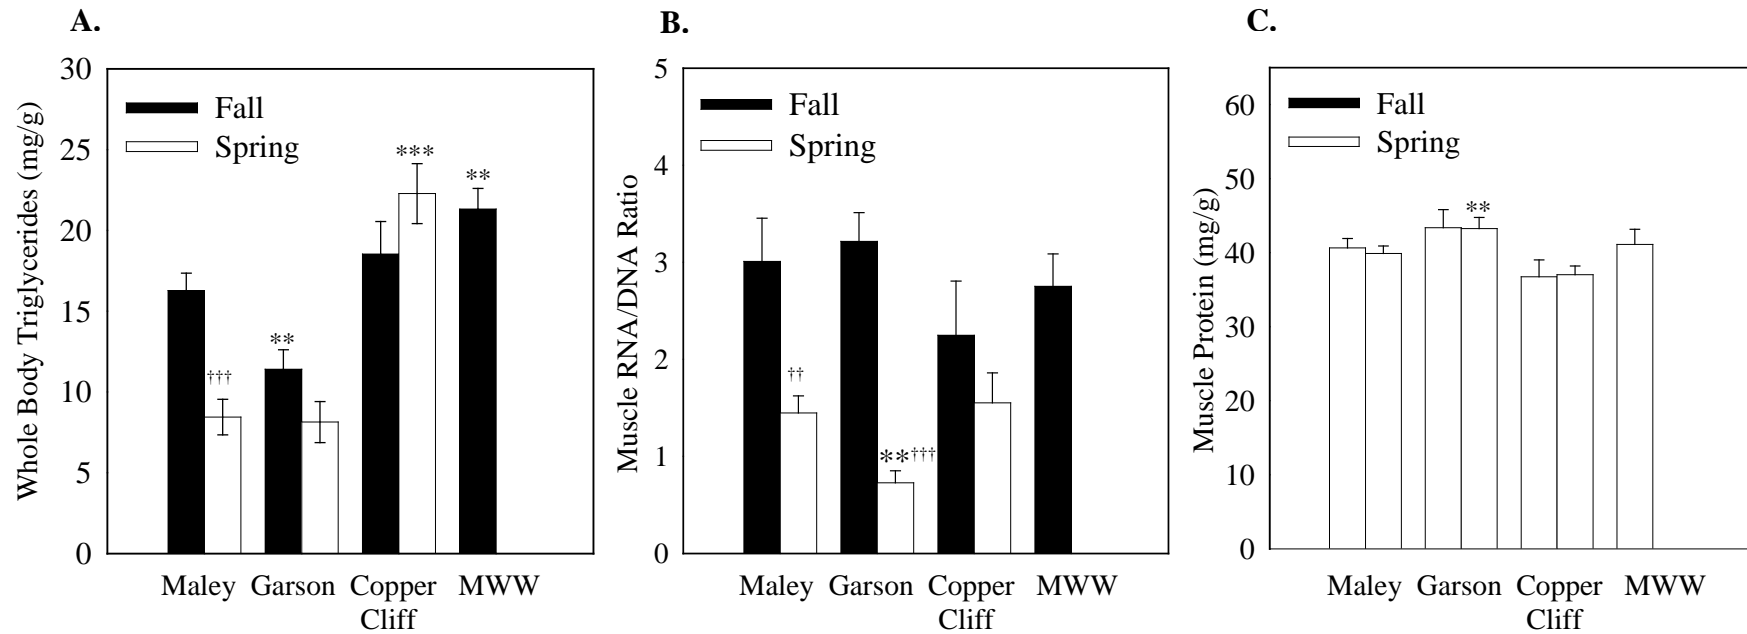 A.
Whole Body Triglycerides (mg/g)
30
25
20
15
10
5
0
Fall
Spring
†††
**
***
**
Maley Garson Copper MWW
Cliff
B.
Muscle RNA/DNA Ratio
5
4
3
2
1
0
Fall
Spring
††
**†††
Maley Garson Copper MWW
Cliff
C.
Muscle Protein (mg/g)
60
50
40
30
20
10
0
Fall
Spring
**
Maley Garson Copper MWW
Cliff